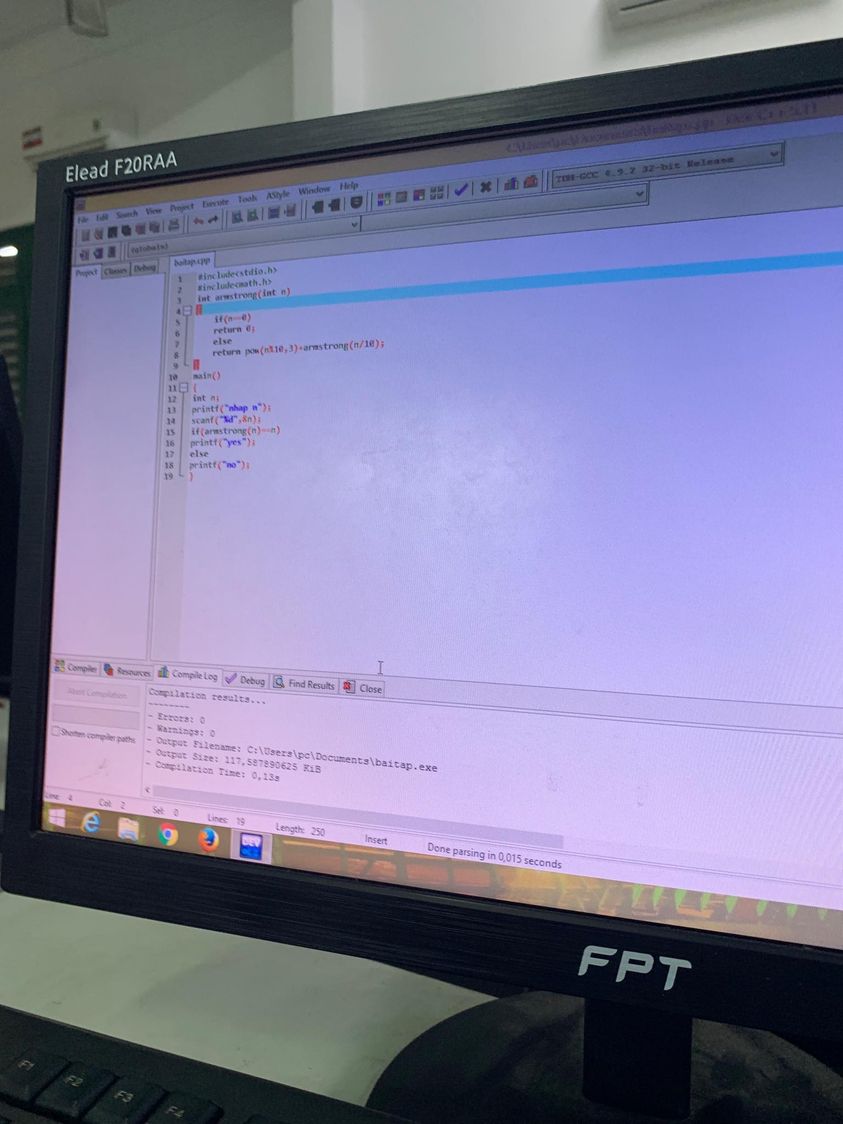 Elead F20RAA
File Edit Search View Project Execute Tools AStyle Window Help
TDM-GCC 4.9.2 32-bit Release
(globals)
Project Classes Debug
baitap.cpp
1 #include<stdio.h>
2 #include<math.h>
3 int armstrong(int n)
4 {
5 if(n==0)
6 return 0;
7 else
8 return pow(n%10,3)+armstrong(n/10);
9 }
10 main()
11 {
12 int n;
13 printf("nhap n");
14 scanf("%d",&n);
15 if(armstrong(n)==n)
16 printf("yes");
17 else
18 printf("no");
19 }
Compiler Resources Compile Log Debug Find Results Close
Abort Compilation
Shorten compiler paths
Compilation results...
--------
- Errors: 0
- Warnings: 0
- Output Filename: C:\Users\pc\Documents\baitap.exe
- Output Size: 117,587890625 KiB
- Compilation Time: 0,13s
Line: 4 Col: 2 Sel: 0 Lines: 19 Length: 250 Insert Done parsing in 0,015 seconds
DEV
FPT
F1 F2 F3 F4